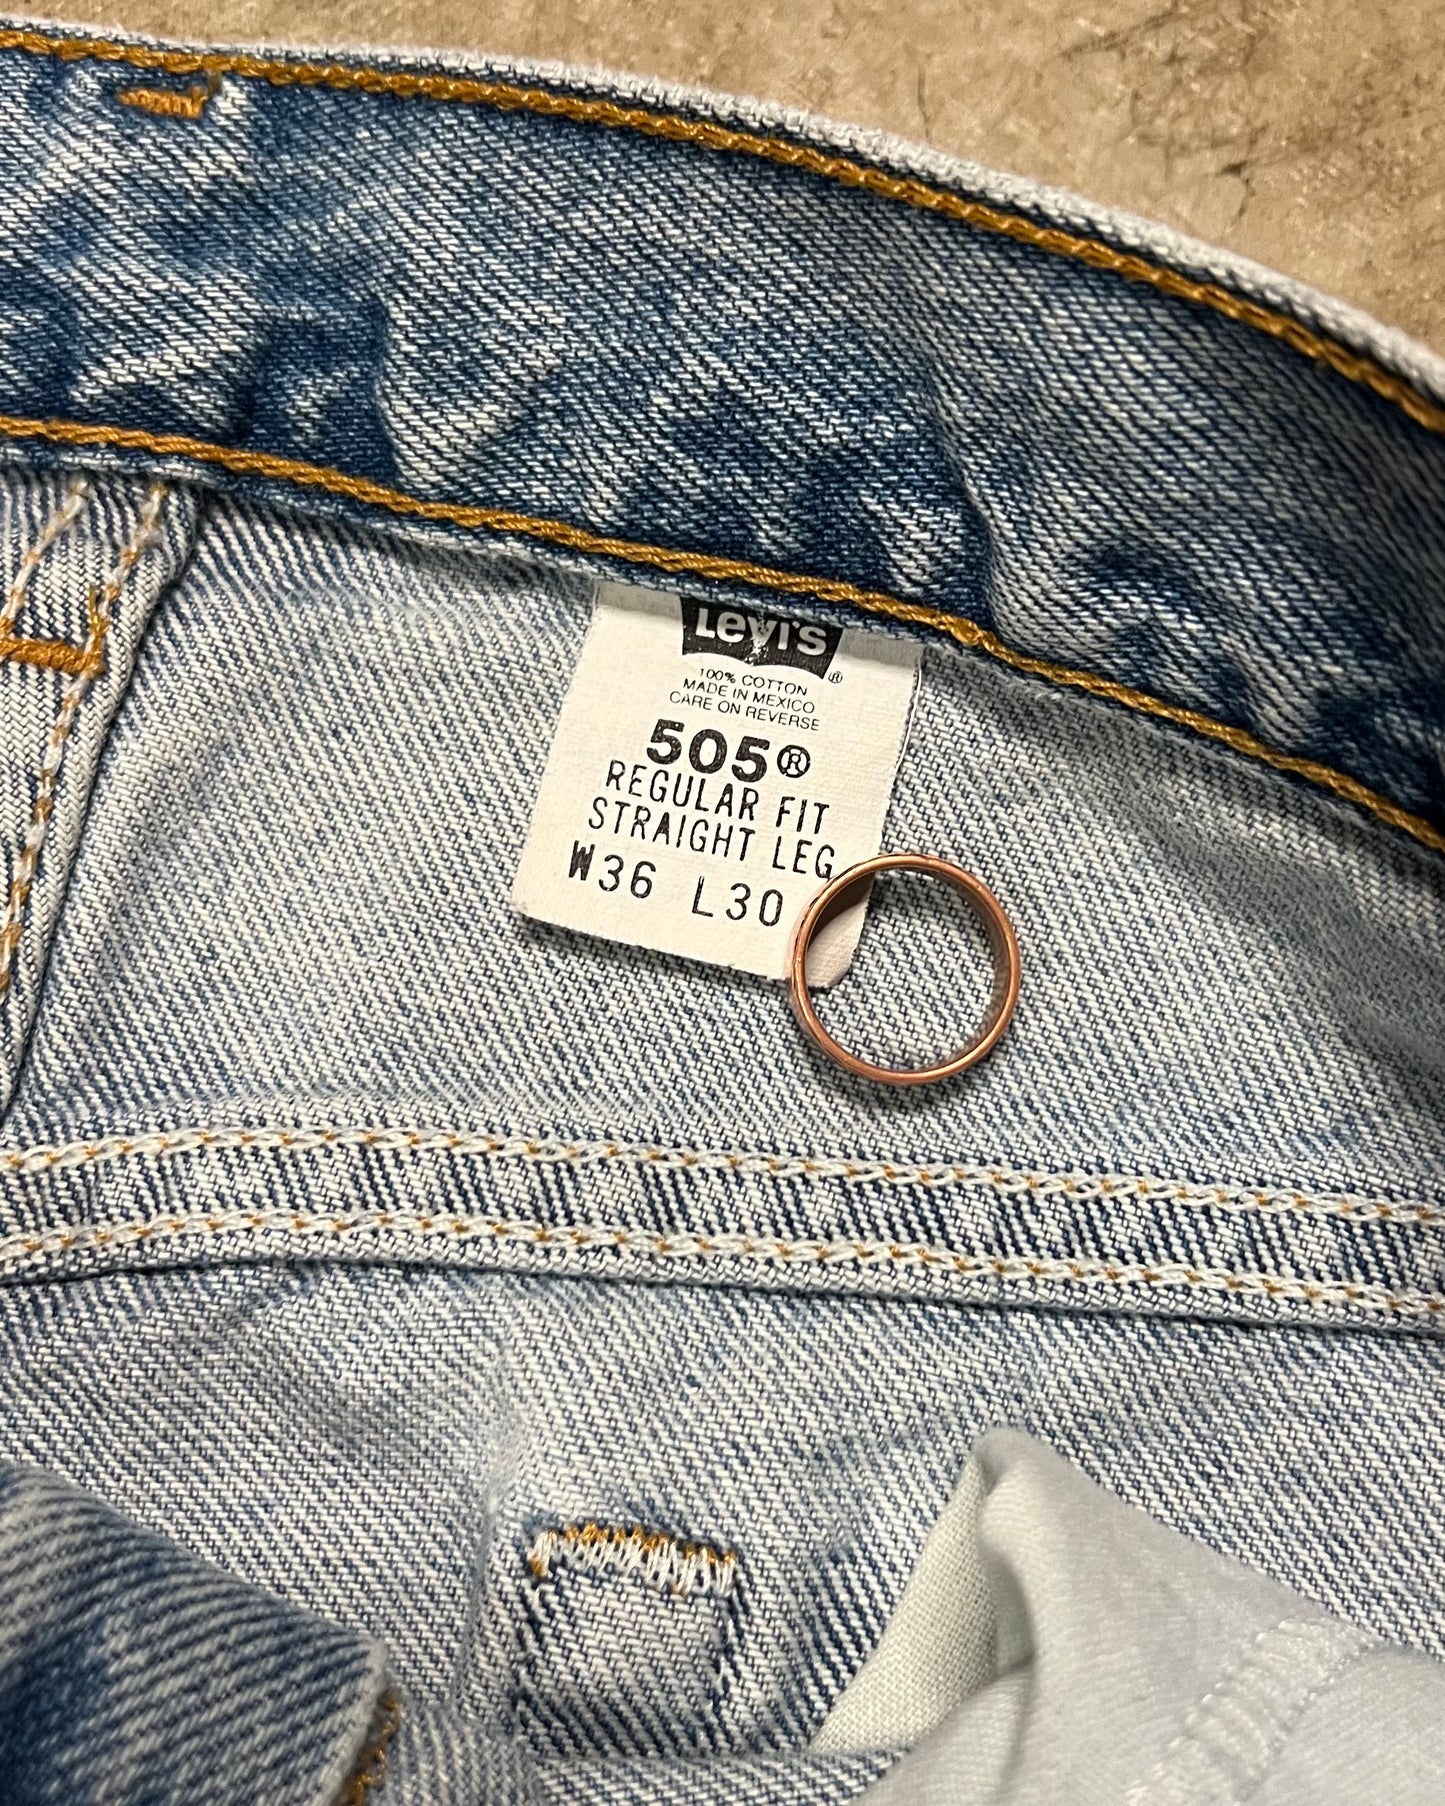 Levi's ®
100% COTTON
MADE IN MEXICO
CARE ON REVERSE
505®
REGULAR FIT
STRAIGHT LEG
W36 L30